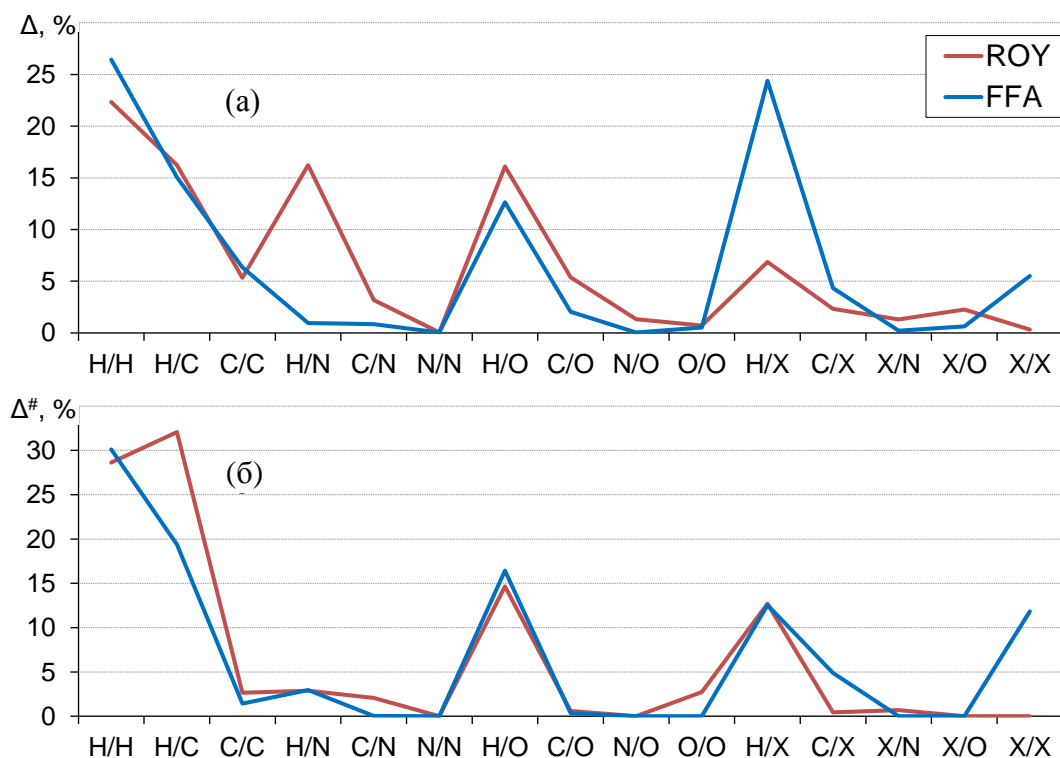 Δ, %
ROY
FFA
(а)
25
20
15
10
5
0
H/H H/C C/C H/N C/N N/N H/O C/O N/O O/O H/X C/X X/N X/O X/X
Δ#, %
(б)
30
25
20
15
10
5
0
H/H H/C C/C H/N C/N N/N H/O C/O N/O O/O H/X C/X X/N X/O X/X